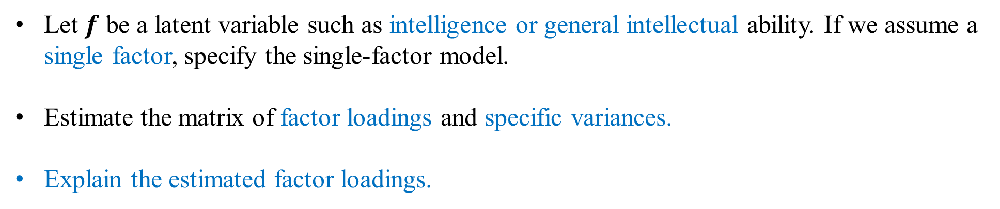 • Let f be a latent variable such as intelligence or general intellectual ability. If we assume a
single factor, specify the single-factor model.
• Estimate the matrix of factor loadings and specific variances.
• Explain the estimated factor loadings.